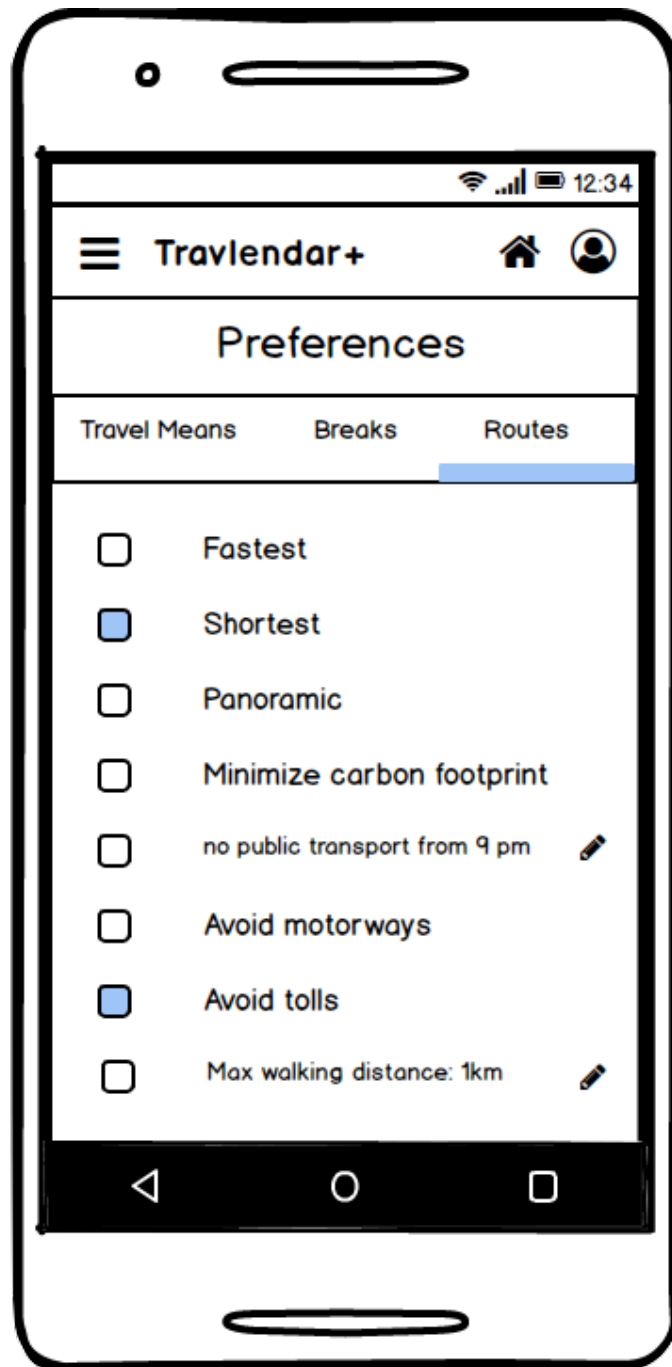 12:34
Travlendar+
Preferences
Travel Means Breaks Routes
Fastest
Shortest
Panoramic
Minimize carbon footprint
no public transport from 9 pm
Avoid motorways
Avoid tolls
Max walking distance: 1km